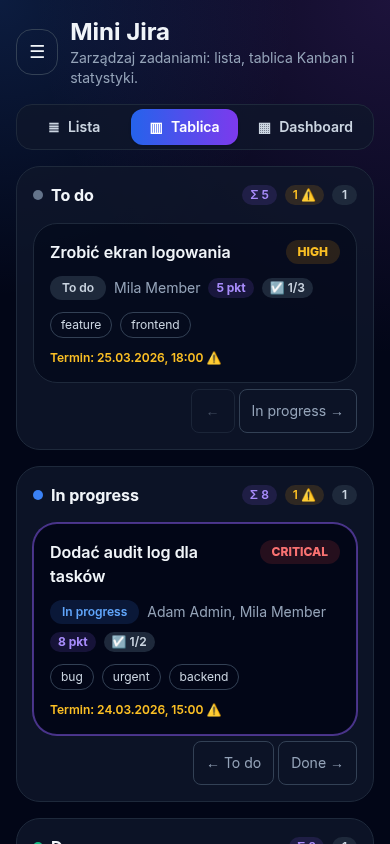 ☰ Mini Jira
Zarządzaj zadaniami: lista, tablica Kanban i
statystyki.
≣ Lista ▥ Tablica ▦ Dashboard
To do Σ 5 1 ⚠️ 1
Zrobić ekran logowania HIGH
To do Mila Member 5 pkt ☑️ 1/3
feature frontend
Termin: 25.03.2026, 18:00 ⚠️
← In progress →
In progress Σ 8 1 ⚠️ 1
Dodać audit log dla CRITICAL
tasków
In progress Adam Admin, Mila Member
8 pkt ☑️ 1/2
bug urgent backend
Termin: 24.03.2026, 15:00 ⚠️
← To do Done →